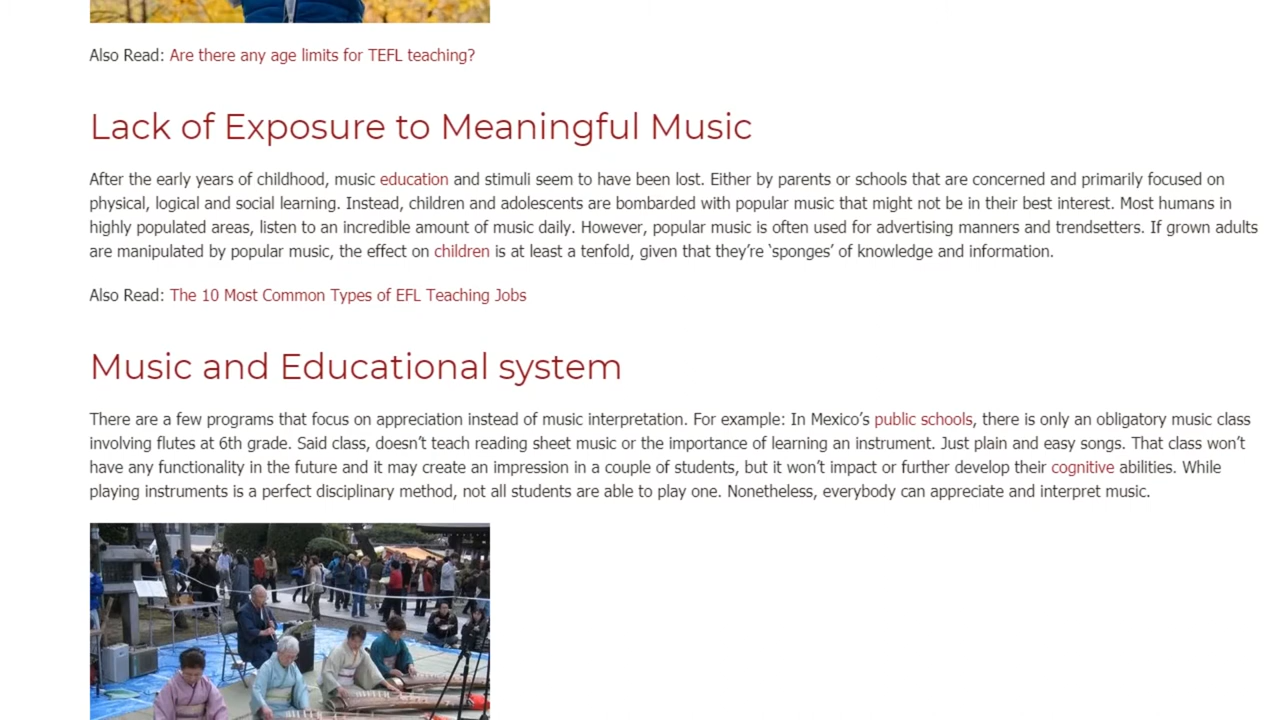 Also Read: Are there any age limits for TEFL teaching?
Lack of Exposure to Meaningful Music
After the early years of childhood, music education and stimuli seem to have been lost. Either by parents or schools that are concerned and primarily focused on
physical, logical and social learning. Instead, children and adolescents are bombarded with popular music that might not be in their best interest. Most humans in
highly populated areas, listen to an incredible amount of music daily. However, popular music is often used for advertising manners and trendsetters. If grown adults
are manipulated by popular music, the effect on children is at least a tenfold, given that they’re ‘sponges’ of knowledge and information.
Also Read: The 10 Most Common Types of EFL Teaching Jobs
Music and Educational system
There are a few programs that focus on appreciation instead of music interpretation. For example: In Mexico’s public schools, there is only an obligatory music class
involving flutes at 6th grade. Said class, doesn’t teach reading sheet music or the importance of learning an instrument. Just plain and easy songs. That class won’t
have any functionality in the future and it may create an impression in a couple of students, but it won’t impact or further develop their cognitive abilities. While
playing instruments is a perfect disciplinary method, not all students are able to play one. Nonetheless, everybody can appreciate and interpret music.